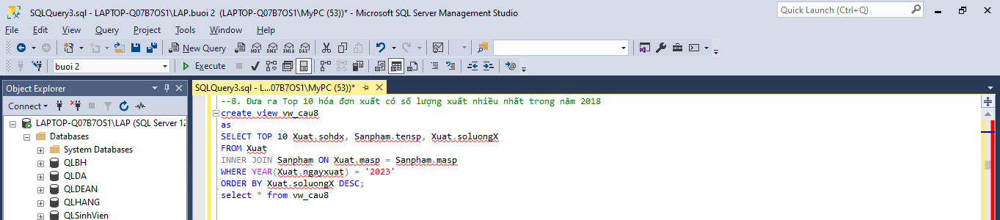 SQLQuery3.sql - LAPTOP-Q07B7OS1\LAP.buoi 2 (LAPTOP-Q07B7OS1\MyPC (53))* - Microsoft SQL Server Management Studio
Quick Launch (Ctrl+Q)
File Edit View Query Project Tools Window Help
New Query MDX DMX XMLA DAX
buoi 2 Execute
Object Explorer
SQLQuery3.sql - L...07B7OS1\MyPC (53))*
Connect
LAPTOP-Q07B7OS1\LAP (SQL Server 12
Databases
System Databases
QLBH
QLDA
QLDEAN
QLHANG
QLSinhVien
--8. Đưa ra Top 10 hóa đơn xuất có số lượng xuất nhiều nhất trong năm 2018
create view vw_cau8
as
SELECT TOP 10 Xuat.sohdx, Sanpham.tensp, Xuat.soluongX
FROM Xuat
INNER JOIN Sanpham ON Xuat.masp = Sanpham.masp
WHERE YEAR(Xuat.ngayxuat) = '2023'
ORDER BY Xuat.soluongX DESC;
select * from vw_cau8